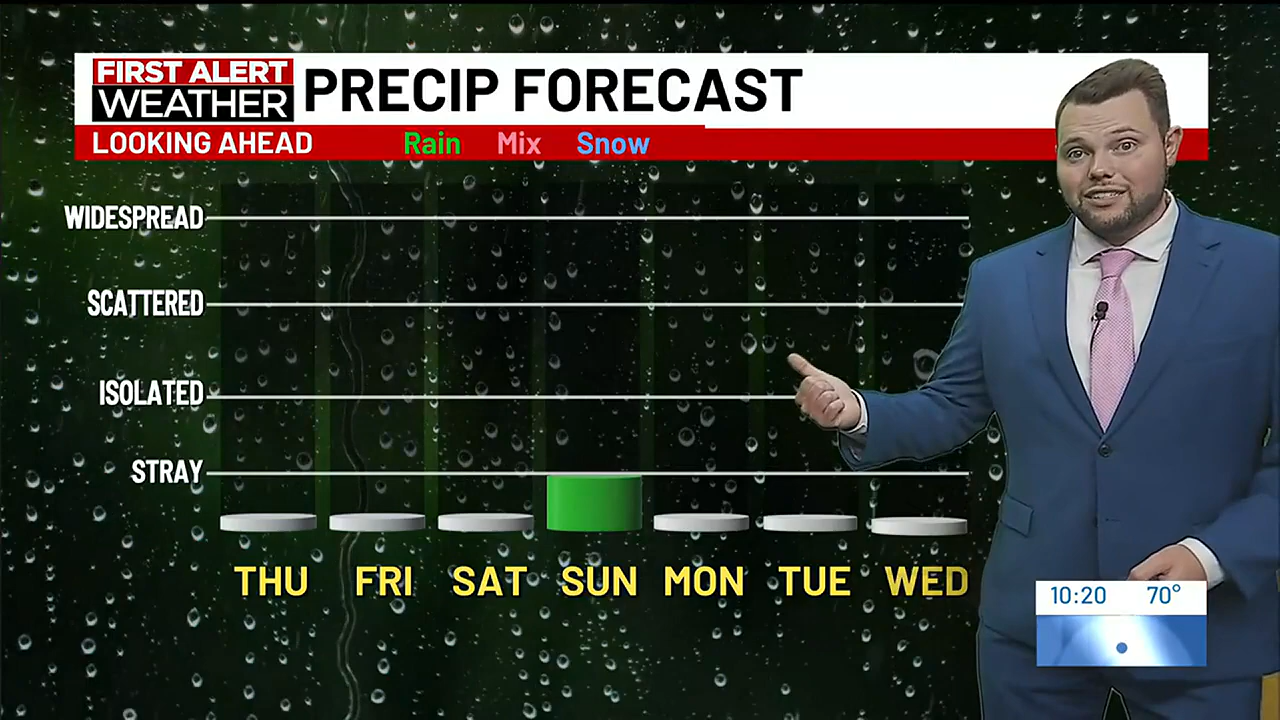 FIRST ALERT
WEATHER
PRECIP FORECAST
LOOKING AHEAD
Rain Mix Snow
WIDESPREAD
SCATTERED
ISOLATED
STRAY
THU FRI SAT SUN MON TUE WED
10:20 70°